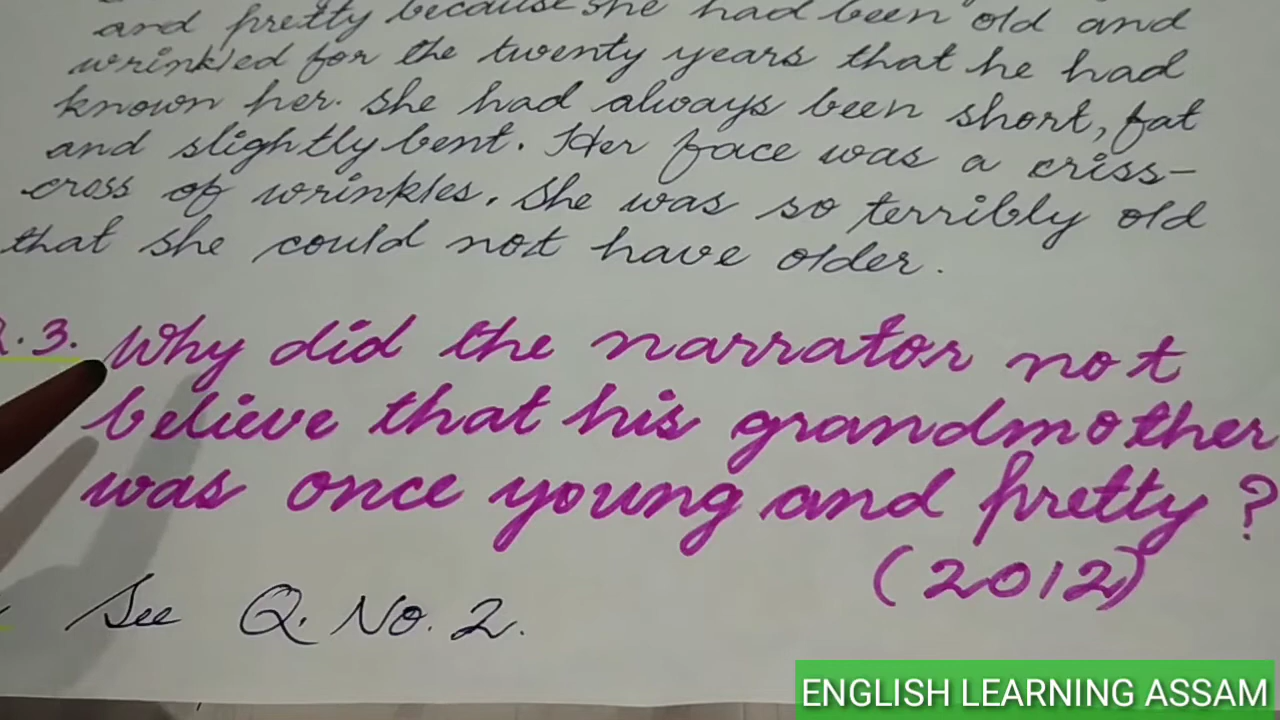 and pretty because she had been old and
wrinkled for the twenty years that he had
known her. She had always been short, fat
and slightly bent. Her face was a criss-
cross of wrinkles. She was so terribly old
that she could not have older.
Q.3. Why did the narrator not
believe that his grandmother
was once young and pretty?
(2012)
See Q. No. 2.
ENGLISH LEARNING ASSAM